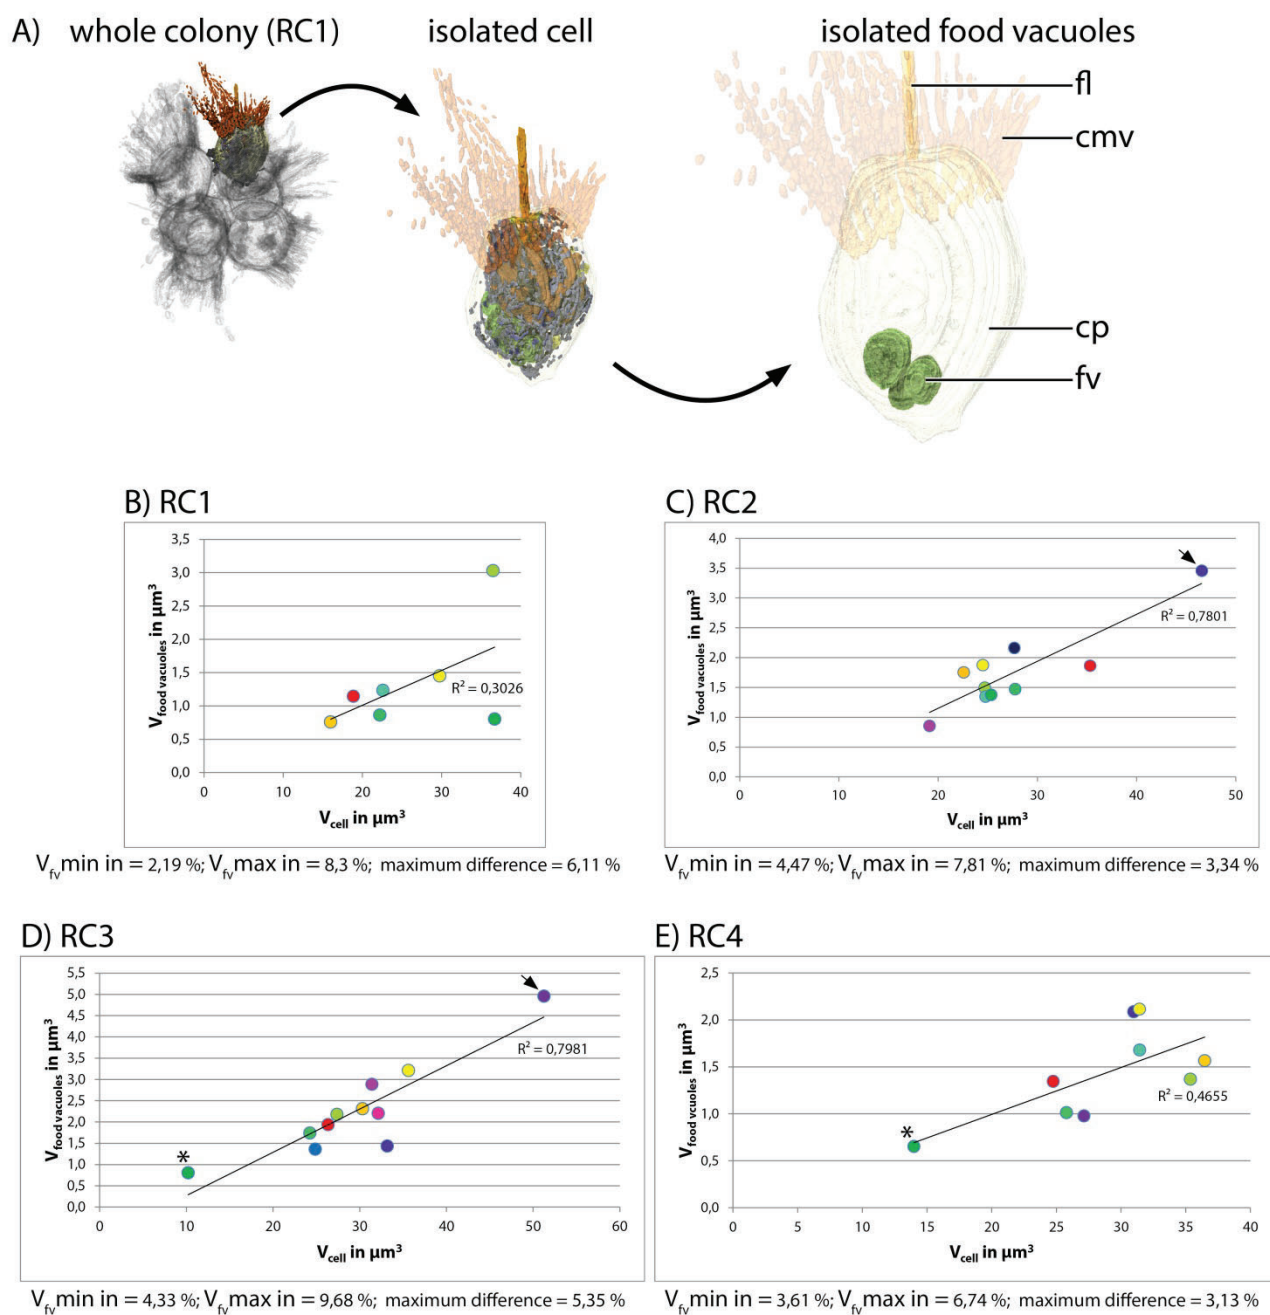 A) whole colony (RC1) isolated cell isolated food vacuoles
fl
cmv
cp
fv
B) RC1
3,5
3,0
2,5
2,0
1,5
1,0
0,5
0,0
V food vacuoles in µm³
R² = 0,3026
0 10 20 30 40
V cell in µm³
V fv min in = 2,19 %; V fv max in = 8,3 %; maximum difference = 6,11 %
C) RC2
4,0
3,5
3,0
2,5
2,0
1,5
1,0
0,5
0,0
V food vacuoles in µm³
R² = 0,7801
0 10 20 30 40 50
V cell in µm³
V fv min in = 4,47 %; V fv max in = 7,81 %; maximum difference = 3,34 %
D) RC3
5,5
5,0
4,5
4,0
3,5
3,0
2,5
2,0
1,5
1,0
0,5
0,0
V food vacuoles in µm³
R² = 0,7981
*
0 10 20 30 40 50 60
V cell in µm³
V fv min in = 4,33 %; V fv max in = 9,68 %; maximum difference = 5,35 %
E) RC4
2,5
2,0
1,5
1,0
0,5
0,0
V food vcuoles in µm³
R² = 0,4655
*
0 5 10 15 20 25 30 35 40
V cell in µm³
V fv min in = 3,61 %; V fv max in = 6,74 %; maximum difference = 3,13 %